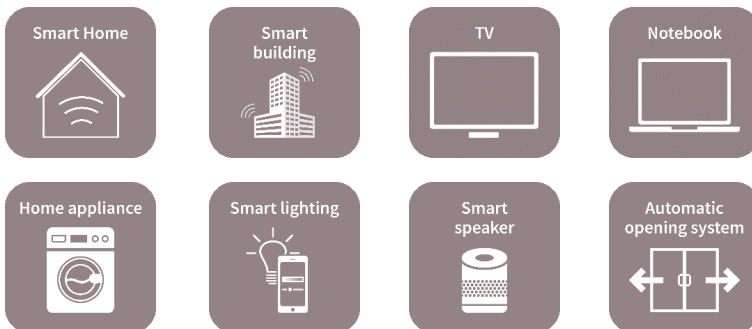 Smart Home
Smart
building
TV
Notebook
Home appliance
Smart lighting
Smart
speaker
Automatic
opening system